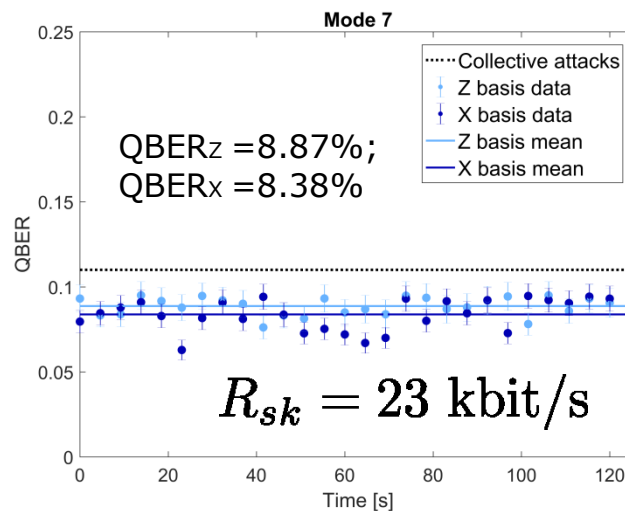 Mode 7
0.25
0.2
0.15
0.1
0.05
0
QBER
Collective attacks
Z basis data
X basis data
Z basis mean
X basis mean
QBERZ =8.87%;
QBERX =8.38%
Rsk = 23 kbit/s
0 20 40 60 80 100 120
Time [s]